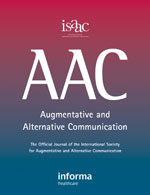 isaac
AAC
Augmentative and
Alternative Communication
The Official Journal of the International Society
for Augmentative and Alternative Communication
informa
healthcare